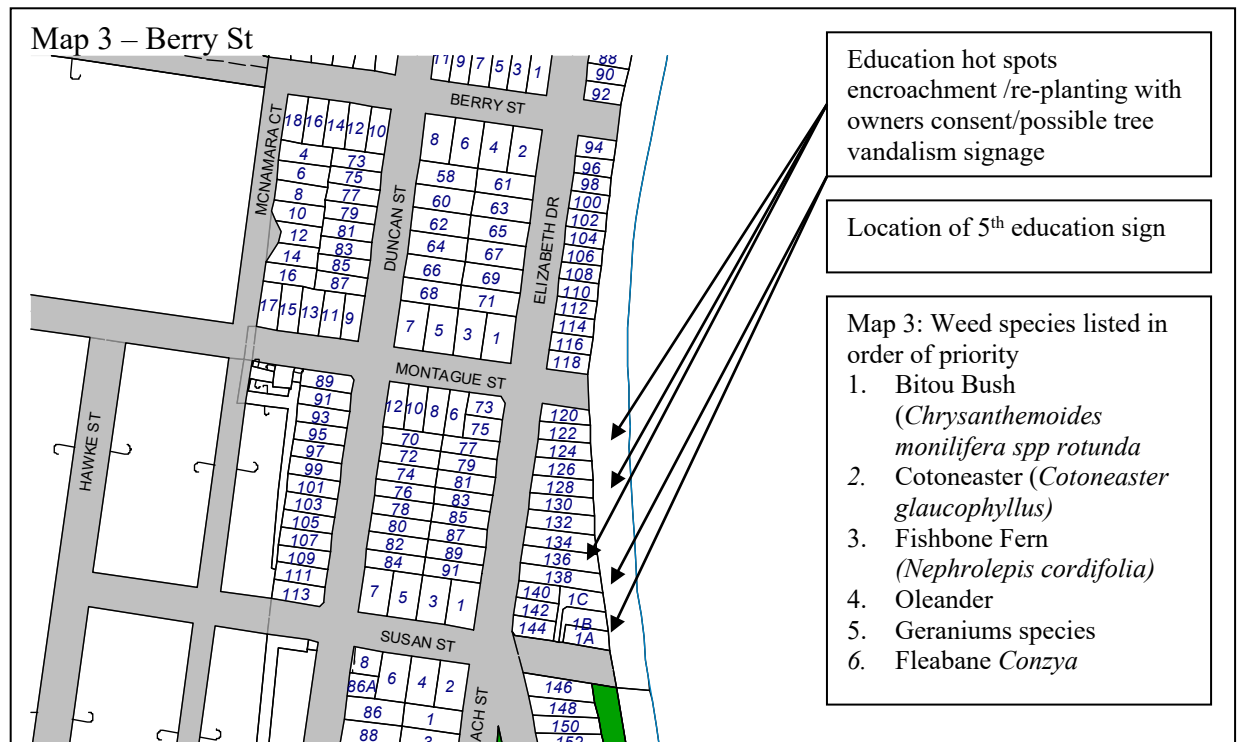 Map 3 – Berry St
Education hot spots
encroachment /re-planting with
owners consent/possible tree
vandalism signage
Location of 5th education sign
Map 3: Weed species listed in
order of priority
1. Bitou Bush
(Chrysanthemoides
monilifera spp rotunda
2. Cotoneaster (Cotoneaster
glaucophyllus)
3. Fishbone Fern
(Nephrolepis cordifolia)
4. Oleander
5. Geraniums species
6. Fleabane Conzya
11 9 7 5 3 1
88
90
92
BERRY ST
MCNAMARA CT
18 16 14 12 10
4
6
8
10
12
14
16
73
75
77
79
81
83
85
87
17 15 13 11 9
DUNCAN ST
8 6 4 2
58 61
60 63
62 65
64 67
66 69
68 71
7 5 3 1
ELIZABETH DR
94
96
98
100
102
104
106
108
110
112
114
116
118
MONTAGUE ST
HAWKE ST
89
91
93
95
97
99
101
103
105
107
109
111
113
12 10 8 6
73
75
70 77
72 79
74 81
76 83
78 85
80 87
82 89
84 91
7 5 3 1
120
122
124
126
128
130
132
134
136
138
140 1C
142
144 1B
1A
SUSAN ST
8
86A
6 4 2
86 1
88 3
ACH ST
146
148
150
152